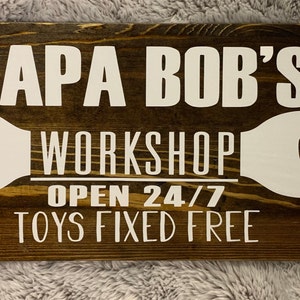 APA BOB'S
WORKSHOP
OPEN 24/7
TOYS FIXED FREE